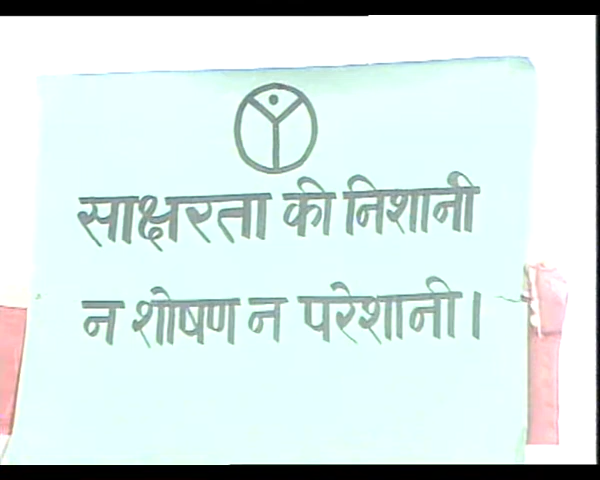 साक्षरता की निशानी
न शोषण न परेशानी।